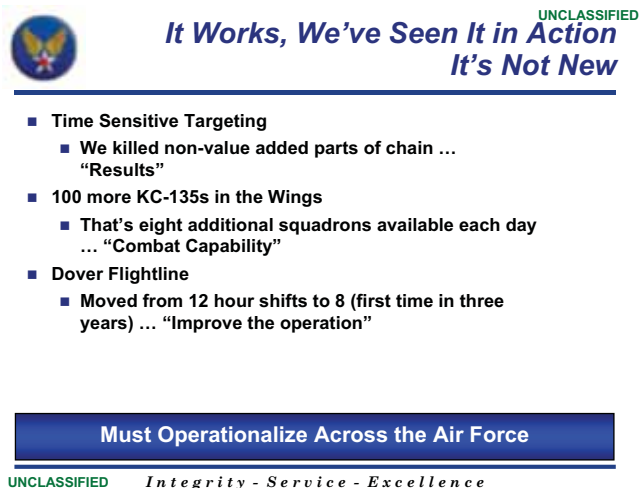 UNCLASSIFIED
It Works, We’ve Seen It in Action
It’s Not New
■ Time Sensitive Targeting
■ We killed non-value added parts of chain …
“Results”
■ 100 more KC-135s in the Wings
■ That’s eight additional squadrons available each day
… “Combat Capability”
■ Dover Flightline
■ Moved from 12 hour shifts to 8 (first time in three
years) … “Improve the operation”
Must Operationalize Across the Air Force
UNCLASSIFIED Integrity - Service - Excellence